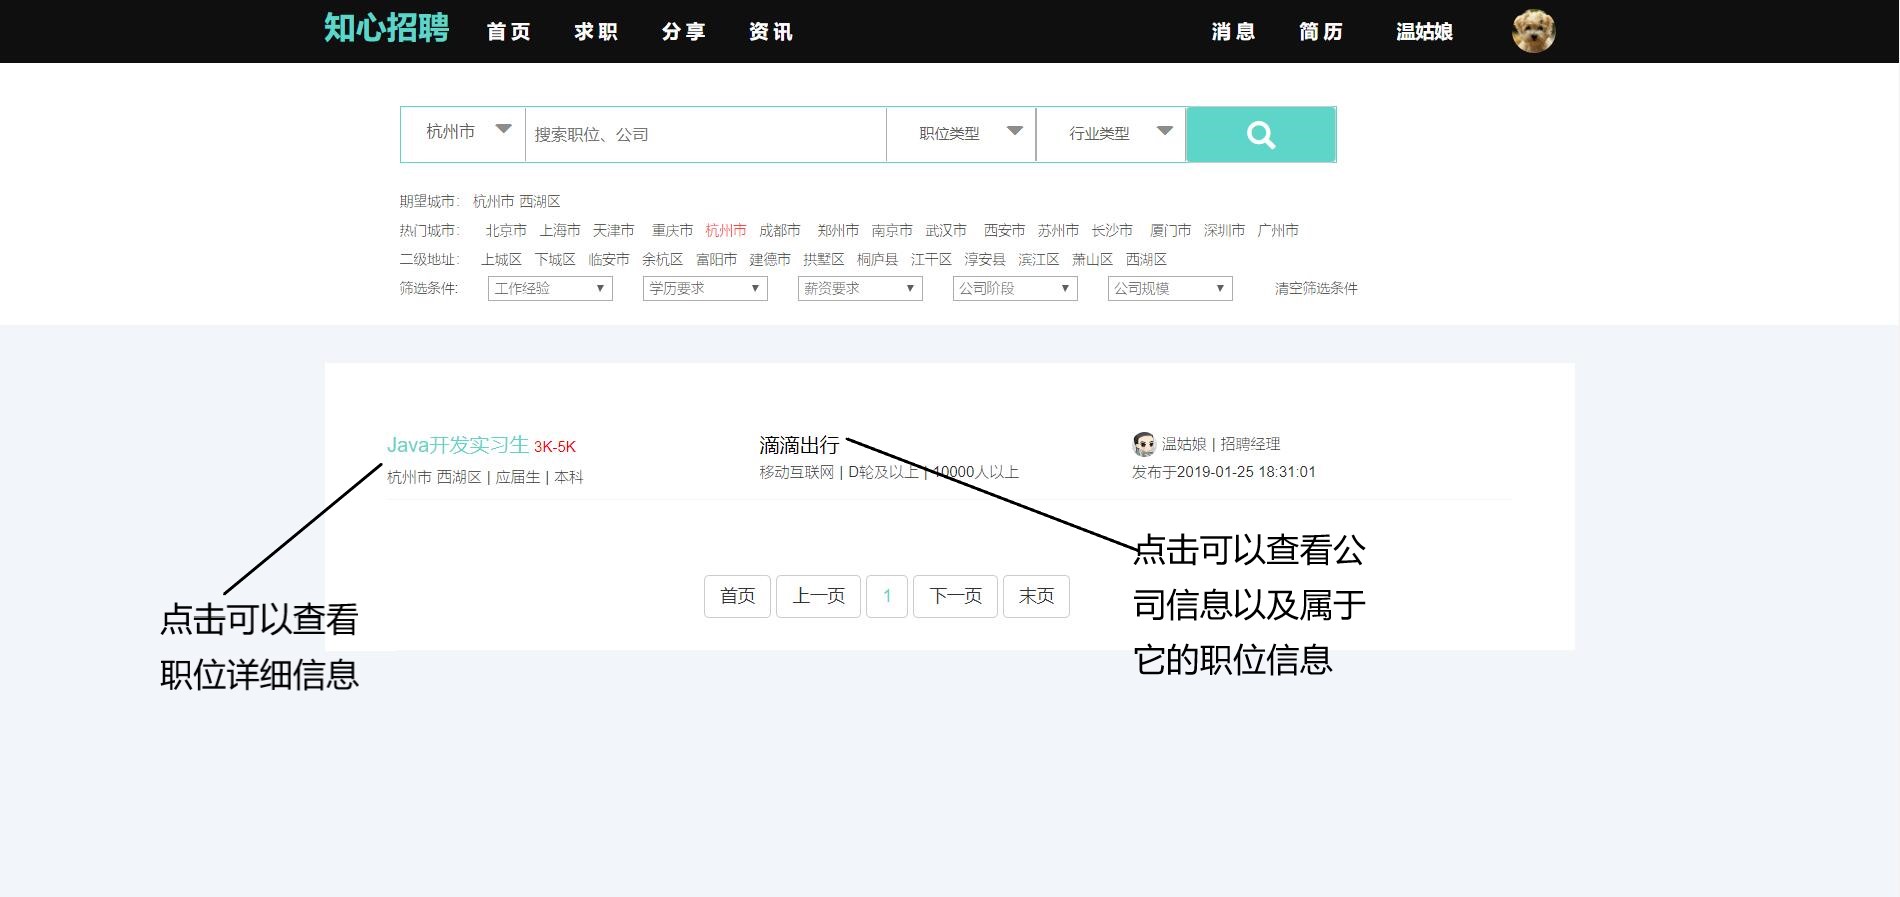 知心招聘 首页 求职 分享 资讯 消息 简历 温姑娘
杭州市 搜索职位、公司 职位类型 行业类型
期望城市： 杭州市 西湖区
热门城市： 北京市 上海市 天津市 重庆市 杭州市 成都市 郑州市 南京市 武汉市 西安市 苏州市 长沙市 厦门市 深圳市 广州市
二级地址： 上城区 下城区 临安市 余杭区 富阳市 建德市 拱墅区 桐庐县 江干区 淳安县 滨江区 萧山区 西湖区
筛选条件: 工作经验 学历要求 薪资要求 公司阶段 公司规模 清空筛选条件
Java开发实习生 3K-5K 滴滴出行 温姑娘 | 招聘经理
杭州市 西湖区 | 应届生 | 本科 移动互联网 | D轮及以上 | 10000人以上 发布于2019-01-25 18:31:01
点击可以查看公
司信息以及属于
它的职位信息
首页 上一页 1 下一页 末页
点击可以查看
职位详细信息